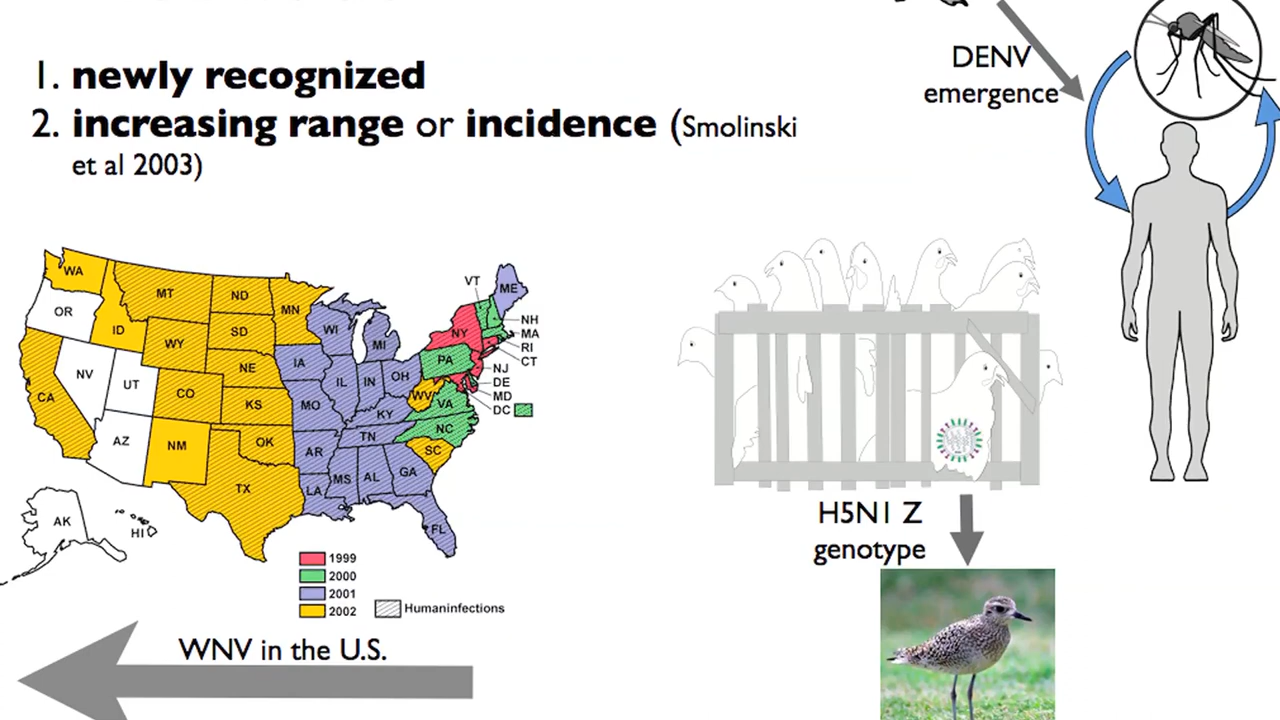 1. newly recognized
2. increasing range or incidence (Smolinski
et al 2003)
DENV
emergence
WA
OR
CA
NV
ID
MT
WY
UT
AZ
CO
NM
ND
SD
NE
KS
OK
TX
MN
IA
MO
AR
LA
WI
IL
MI
IN
OH
KY
TN
MS
AL
GA
FL
SC
NC
VA
WV
PA
NY
VT
ME
NH
MA
RI
CT
NJ
DE
MD
DC
AK
HI
1999
2000
2001
2002
Humaninfections
WNV in the U.S.
H5N1 Z
genotype